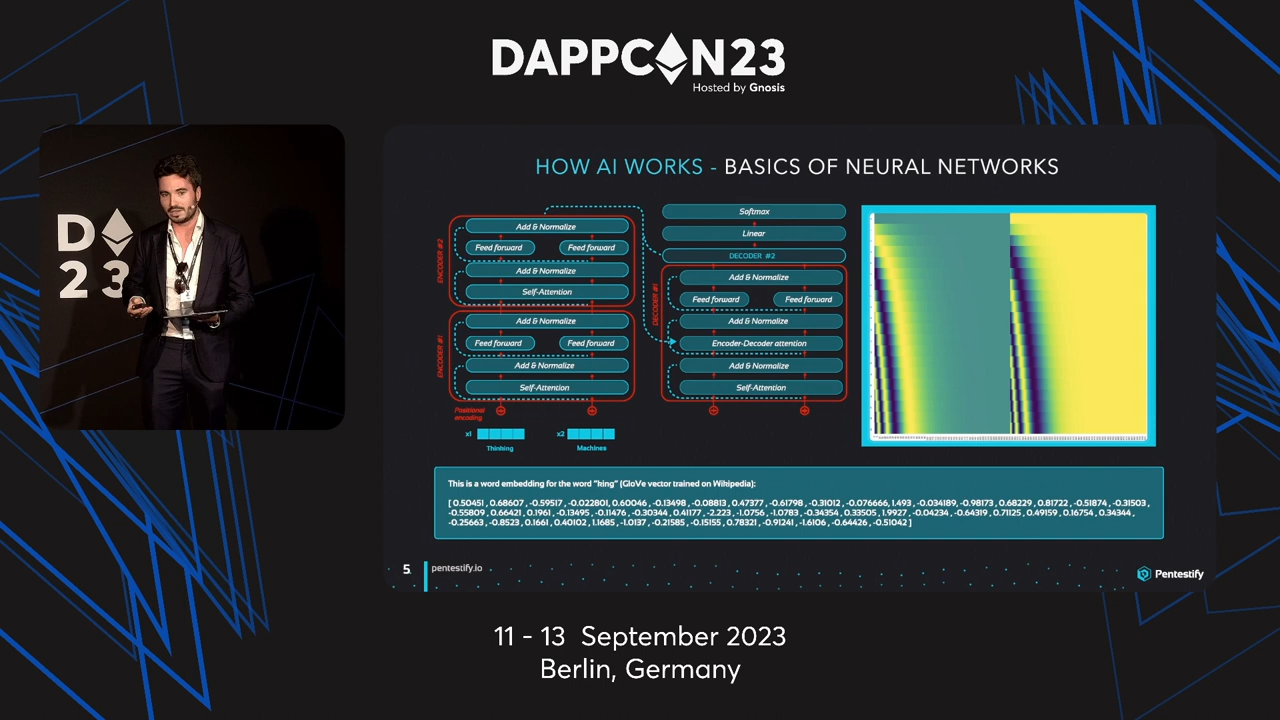 DAPPCON23
Hosted by Gnosis
D
23
HOW AI WORKS - BASICS OF NEURAL NETWORKS
ENCODER #2
Add & Normalize
Feed forward Feed forward
Add & Normalize
Self-Attention
ENCODER #1
Add & Normalize
Feed forward Feed forward
Add & Normalize
Self-Attention
Positional
encoding
x1 x2
Thinking Machines
Softmax
Linear
DECODER #2
DECODER #1
Add & Normalize
Feed forward Feed forward
Add & Normalize
Encoder-Decoder attention
Add & Normalize
Self-Attention
This is a word embedding for the word "king" (GloVe vector trained on Wikipedia):
[ 0.50451 , 0.68607 , -0.59517 , -0.022801, 0.60046 , -0.13498 , -0.08813 , 0.47377 , -0.61798 , -0.31012 , -0.076666, 1.493 , -0.034189, -0.98173 , 0.68229 , 0.81722 , -0.51874 , -0.31503 ,
-0.55809 , 0.66421 , 0.1961 , -0.13495 , -0.11476 , -0.30344 , 0.41177 , -2.223 , -1.0756 , -1.0783 , -0.34354 , 0.33505 , 1.9927 , -0.04234 , -0.64319 , 0.71125 , 0.49159 , 0.16754 , 0.34344 ,
-0.25663 , -0.8523 , 0.1661 , 0.40102 , 1.1685 , -1.0137 , -0.21585 , -0.15155 , 0.78321 , -0.91241 , -1.6106 , -0.64426 , -0.51042 ]
5
pentestify.io
Pentestify
11 - 13 September 2023
Berlin, Germany